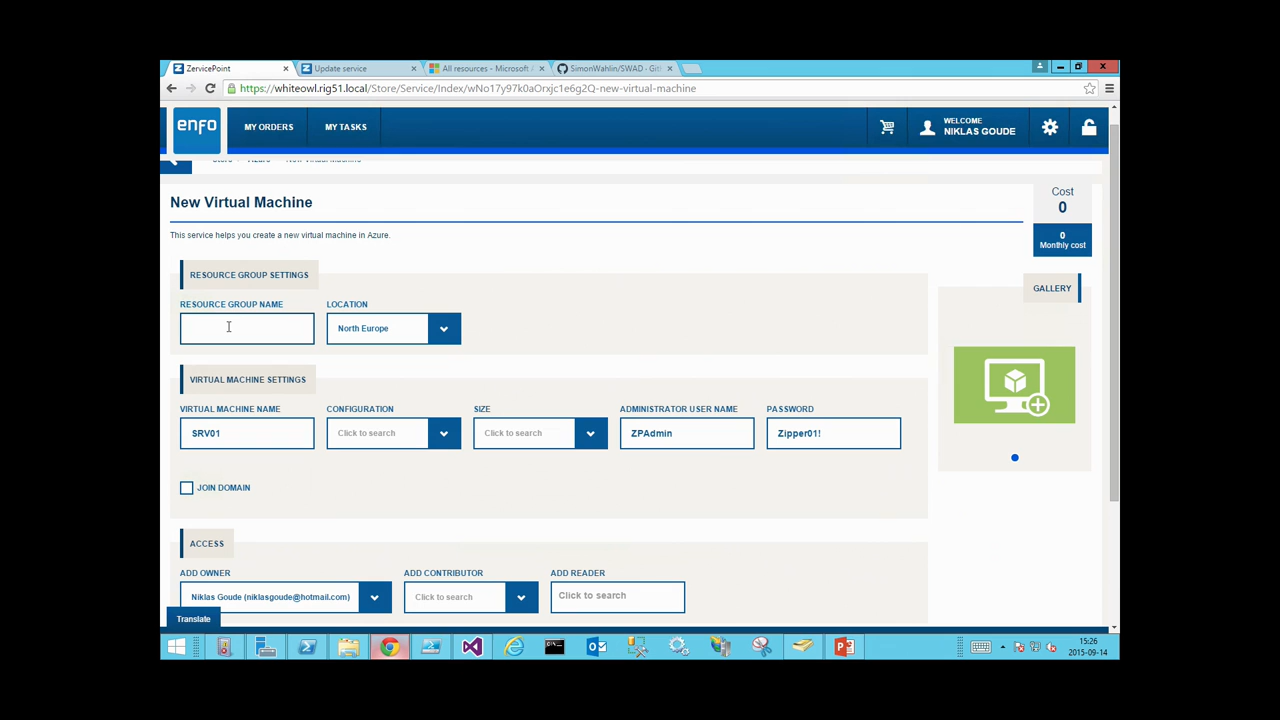 ZervicePoint
Update service
All resources - Microsoft
SimonWahlin/SWAD · Git
https://whiteowl.rig51.local/Store/Service/Index/wNo17y97k0aOrxjc1e6g2Q-new-virtual-machine
enfo
MY ORDERS
MY TASKS
WELCOME
NIKLAS GOUDE
New Virtual Machine
Cost
0
This service helps you create a new virtual machine in Azure.
0
Monthly cost
RESOURCE GROUP SETTINGS
GALLERY
RESOURCE GROUP NAME
LOCATION
North Europe
VIRTUAL MACHINE SETTINGS
VIRTUAL MACHINE NAME
CONFIGURATION
SIZE
ADMINISTRATOR USER NAME
PASSWORD
SRV01
Click to search
Click to search
ZPAdmin
Zipper01!
JOIN DOMAIN
ACCESS
ADD OWNER
ADD CONTRIBUTOR
ADD READER
Niklas Goude (niklasgoude@hotmail.com)
Click to search
Click to search
Translate
15:26
2015-09-14